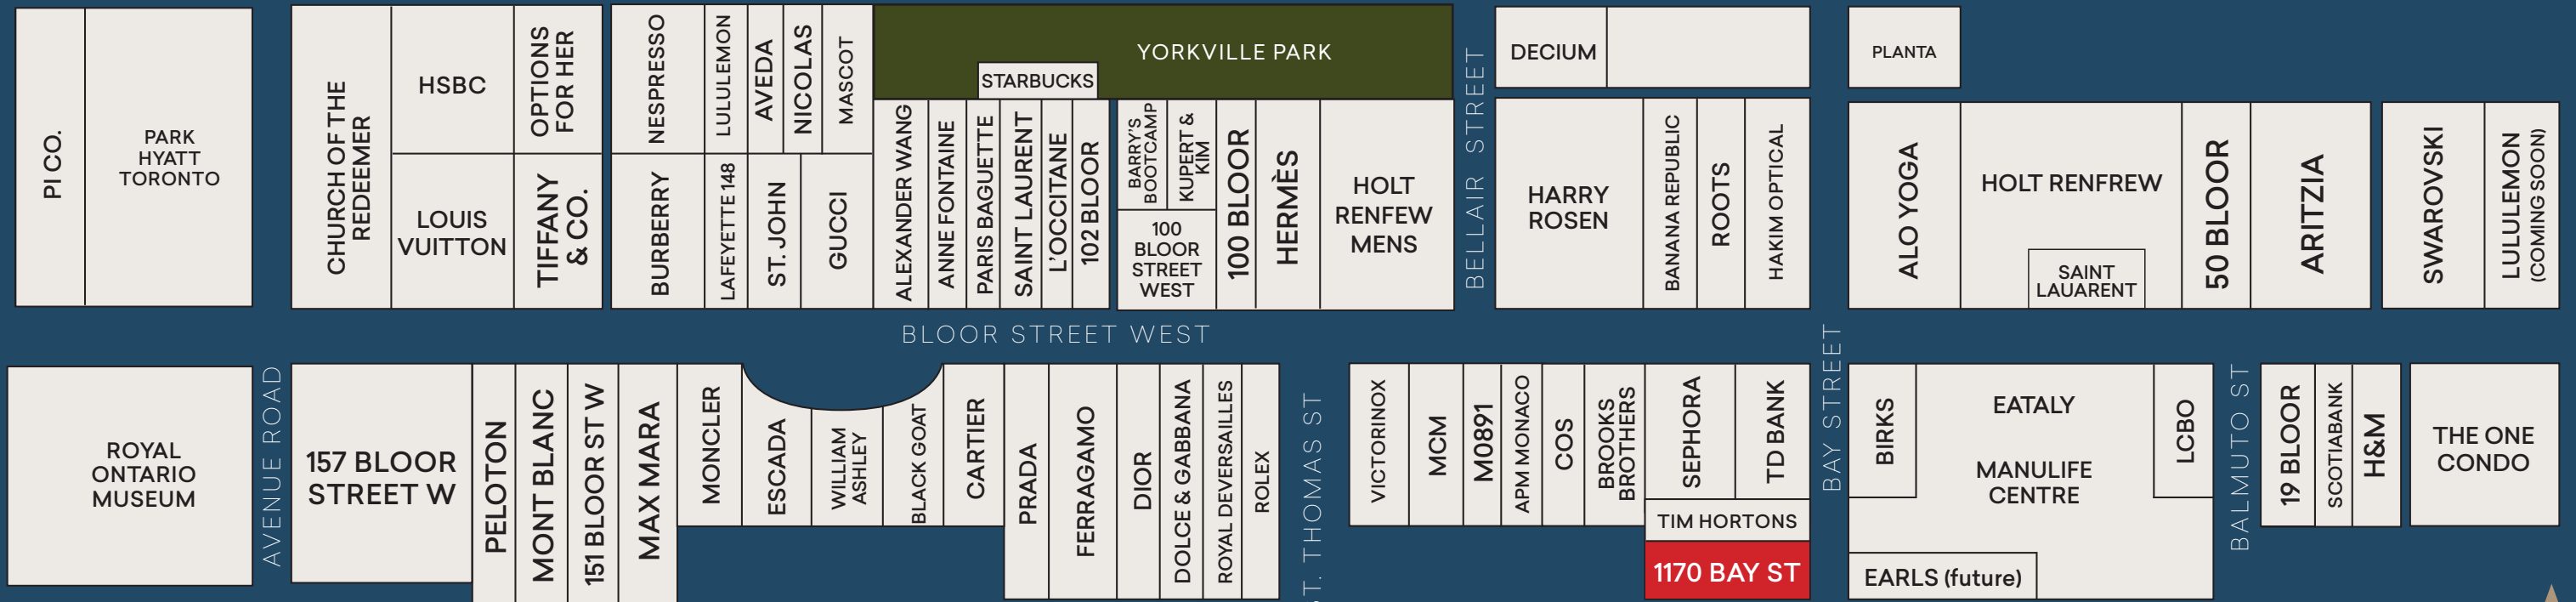 PI CO.
PARK
HYATT
TORONTO
CHURCH OF THE
REDEEMER
HSBC
LOUIS
VUITTON
OPTIONS
FOR HER
TIFFANY
& CO.
NESPRESSO
LULULEMON
AVEDA
NICOLAS
MASCOT
BURBERRY
LAFEYETTE 148
ST. JOHN
GUCCI
YORKVILLE PARK
STARBUCKS
ALEXANDER WANG
ANNE FONTAINE
PARIS BAGUETTE
SAINT LAURENT
L'OCCITANE
102 BLOOR
BARRY'S
BOOTCAMP
KUPERT &
KIM
100
BLOOR
STREET
WEST
100 BLOOR
HERMÈS
HOLT
RENFEW
MENS
BELLAIR STREET
DECIUM
HARRY
ROSEN
BANANA REPUBLIC
ROOTS
HAKIM OPTICAL
PLANTA
ALO YOGA
HOLT RENFREW
SAINT
LAUARENT
50 BLOOR
ARITZIA
SWAROVSKI
LULULEMON
(COMING SOON)
BLOOR STREET WEST
ROYAL
ONTARIO
MUSEUM
AVENUE ROAD
157 BLOOR
STREET W
PELOTON
MONT BLANC
151 BLOOR ST W
MAX MARA
MONCLER
ESCADA
WILLIAM
ASHLEY
BLACK GOAT
CARTIER
PRADA
FERRAGAMO
DIOR
DOLCE & GABBANA
ROYAL DEVERSAILLES
ROLEX
ST. THOMAS ST
VICTORINOX
MCM
M0891
APM MONACO
COS
BROOKS
BROTHERS
SEPHORA
TD BANK
TIM HORTONS
1170 BAY ST
BAY STREET
BIRKS
EATALY
MANULIFE
CENTRE
LCBO
EARLS (future)
BALMUTO ST
19 BLOOR
SCOTIABANK
H&M
THE ONE
CONDO